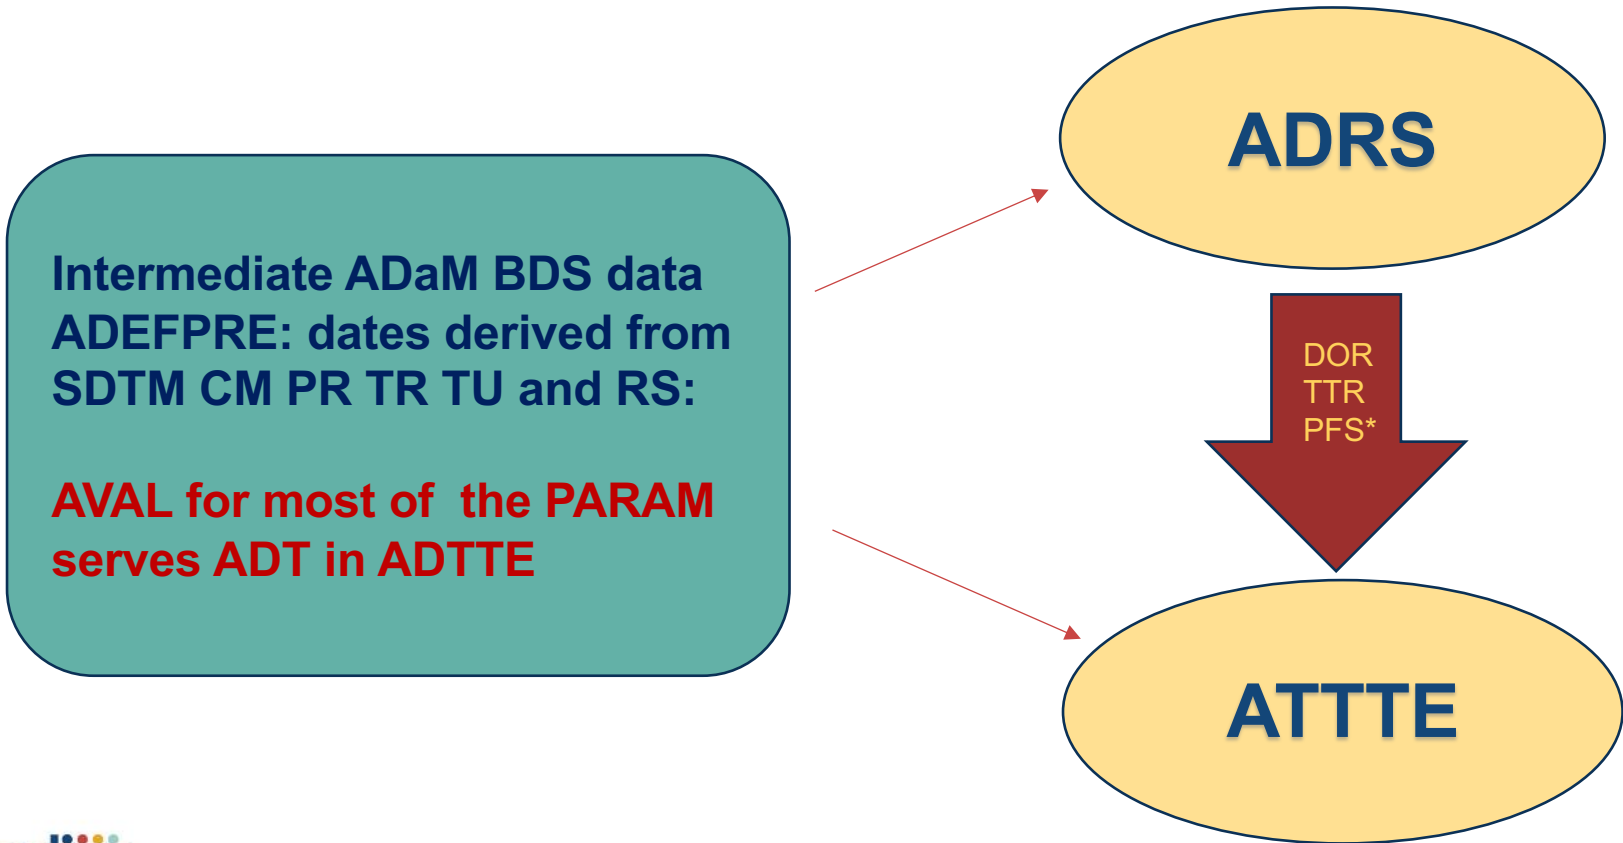 Intermediate ADaM BDS data
ADEFPRE: dates derived from
SDTM CM PR TR TU and RS:
AVAL for most of the PARAM
serves ADT in ADTTE
ADRS
DOR
TTR
PFS*
ATTTE